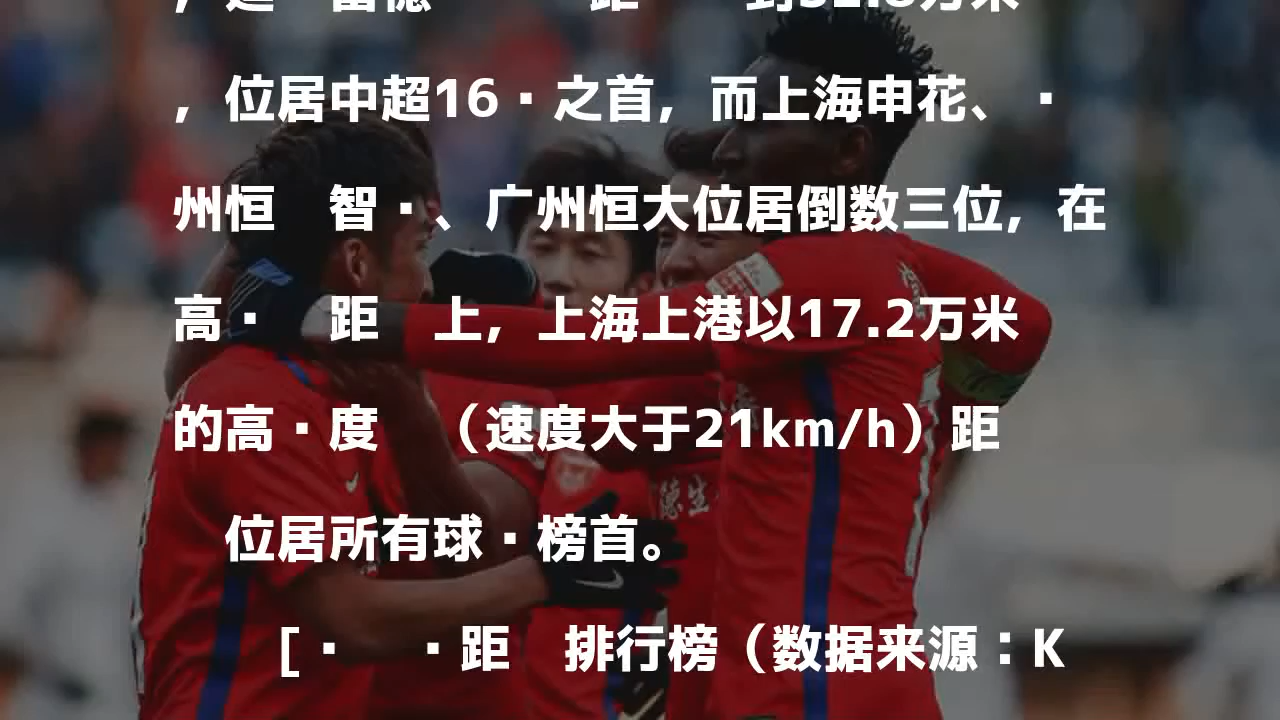 ，位居中超16·之首，而上海申花、·
州恒 智·、广州恒大位居倒数三位，在
高· 距 上，上海上港以17.2万米
的高·度 （速度大于21km/h）距
位居所有球·榜首。
[· ·距 排行榜（数据来源：K
陈生